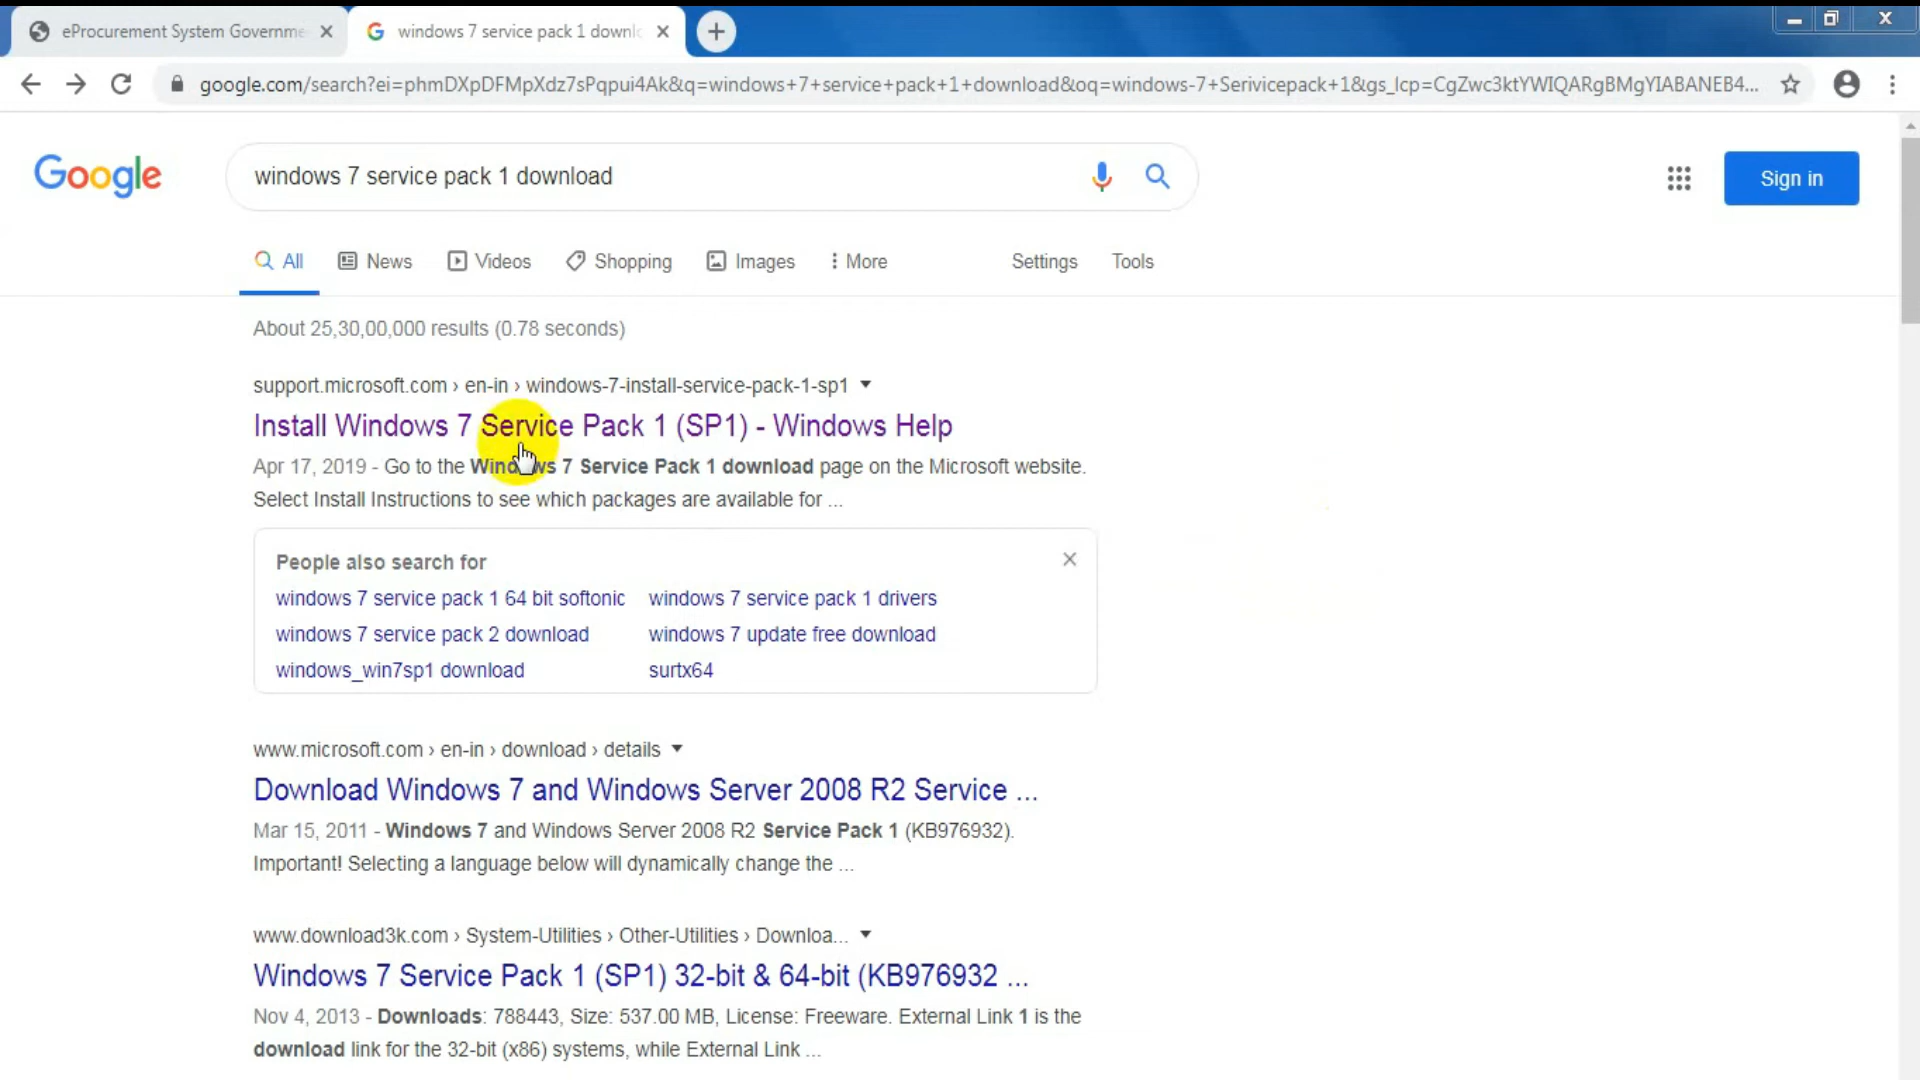 eProcurement System Governme
windows 7 service pack 1 downl
google.com/search?ei=phmDXpDFMpXdz7sPqpui4Ak&q=windows+7+service+pack+1+download&oq=windows-7+Serivicepack+1&gs_lcp=CgZwc3ktYWIQARgBMgYIABANEB4...
Google
windows 7 service pack 1 download
Sign in
All News Videos Shopping Images More Settings Tools
About 25,30,00,000 results (0.78 seconds)
support.microsoft.com › en-in › windows-7-install-service-pack-1-sp1
Install Windows 7 Service Pack 1 (SP1) - Windows Help
Apr 17, 2019 - Go to the Windows 7 Service Pack 1 download page on the Microsoft website.
Select Install Instructions to see which packages are available for ...
People also search for
windows 7 service pack 1 64 bit softonic windows 7 service pack 1 drivers
windows 7 service pack 2 download windows 7 update free download
windows_win7sp1 download surtx64
www.microsoft.com › en-in › download › details
Download Windows 7 and Windows Server 2008 R2 Service ...
Mar 15, 2011 - Windows 7 and Windows Server 2008 R2 Service Pack 1 (KB976932).
Important! Selecting a language below will dynamically change the ...
www.download3k.com › System-Utilities › Other-Utilities › Downloa...
Windows 7 Service Pack 1 (SP1) 32-bit & 64-bit (KB976932 ...
Nov 4, 2013 - Downloads: 788443, Size: 537.00 MB, License: Freeware. External Link 1 is the
download link for the 32-bit (x86) systems, while External Link ...